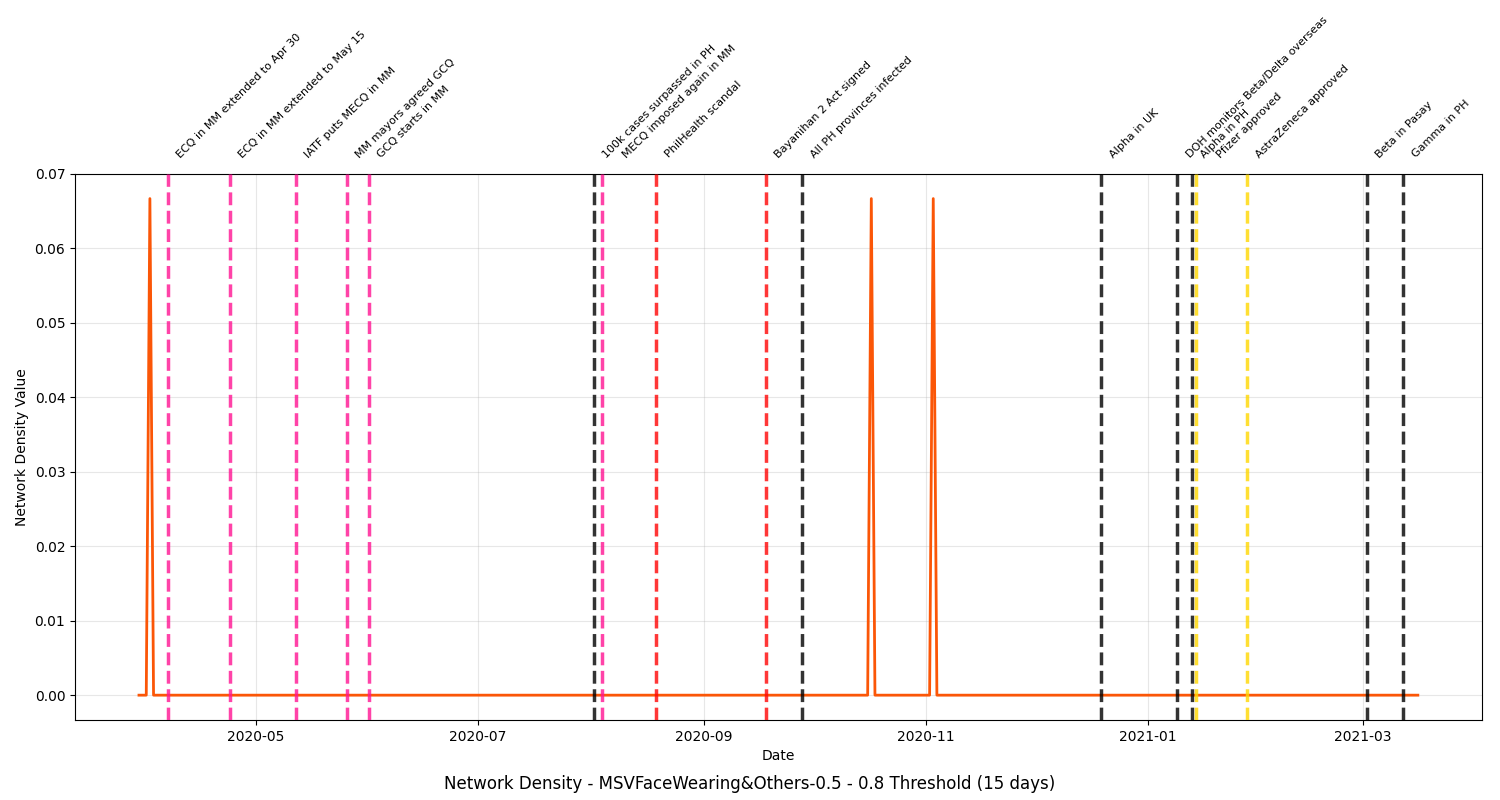 ECQ in MM extended to Apr 30
ECQ in MM extended to May 15
IATF puts MECQ in MM
MM mayors agreed GCQ
GCQ starts in MM
100k cases surpassed in PH
MECQ imposed again in MM
PhilHealth scandal
Bayanihan 2 Act signed
All PH provinces infected
Alpha in UK
DOH monitors Beta/Delta overseas
Alpha in PH
Pfizer approved
AstraZeneca approved
Beta in Pasay
Gamma in PH
0.07
0.06
0.05
0.04
0.03
0.02
0.01
0.00
Network Density Value
2020-05
2020-07
2020-09
2020-11
2021-01
2021-03
Date
Network Density - MSVFaceWearing&Others-0.5 - 0.8 Threshold (15 days)